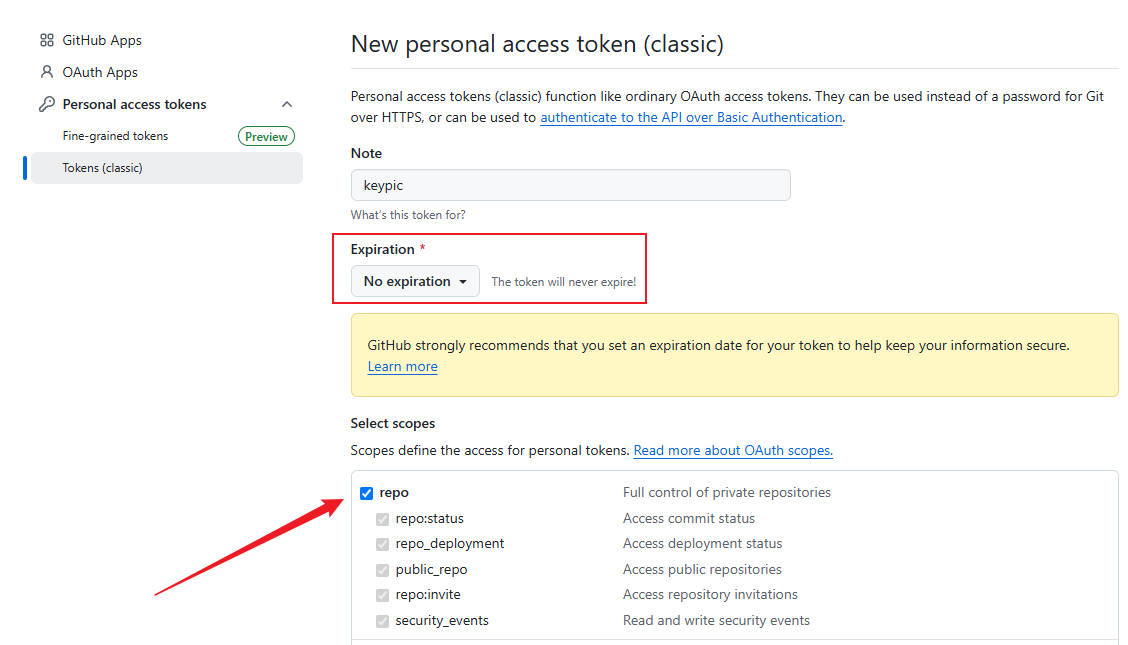 GitHub Apps
OAuth Apps
Personal access tokens
Fine-grained tokens
Preview
Tokens (classic)
New personal access token (classic)
Personal access tokens (classic) function like ordinary OAuth access tokens. They can be used instead of a password for Git
over HTTPS, or can be used to authenticate to the API over Basic Authentication.
Note
keypic
What's this token for?
Expiration *
No expiration
The token will never expire!
GitHub strongly recommends that you set an expiration date for your token to help keep your information secure.
Learn more
Select scopes
Scopes define the access for personal tokens. Read more about OAuth scopes.
repo Full control of private repositories
repo:status Access commit status
repo_deployment Access deployment status
public_repo Access public repositories
repo:invite Access repository invitations
security_events Read and write security events